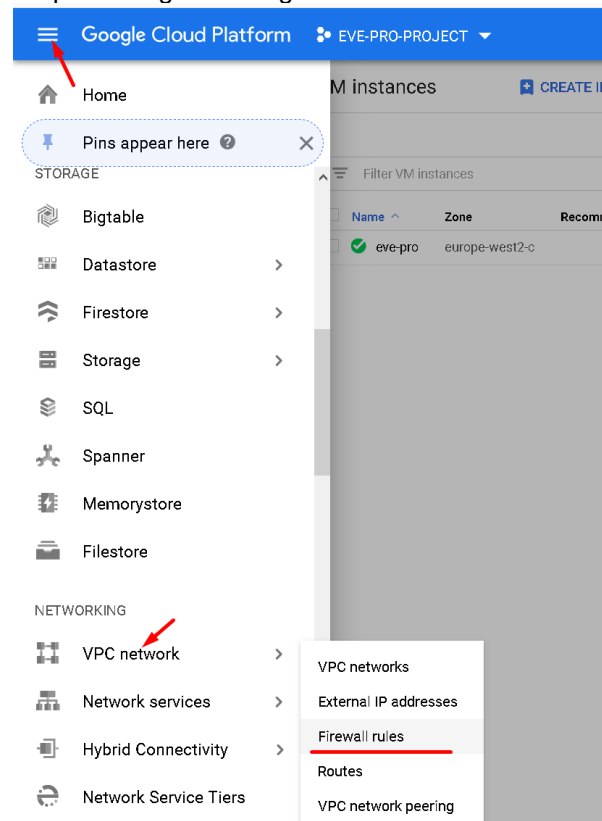 Google Cloud Platform EVE-PRO-PROJECT
Home
Pins appear here
STORAGE
Bigtable
Datastore
Firestore
Storage
SQL
Spanner
Memorystore
Filestore
NETWORKING
VPC network
Network services
Hybrid Connectivity
Network Service Tiers
VM instances CREATE
Filter VM instances
Name Zone Recomm
eve-pro europe-west2-c
VPC networks
External IP addresses
Firewall rules
Routes
VPC network peering